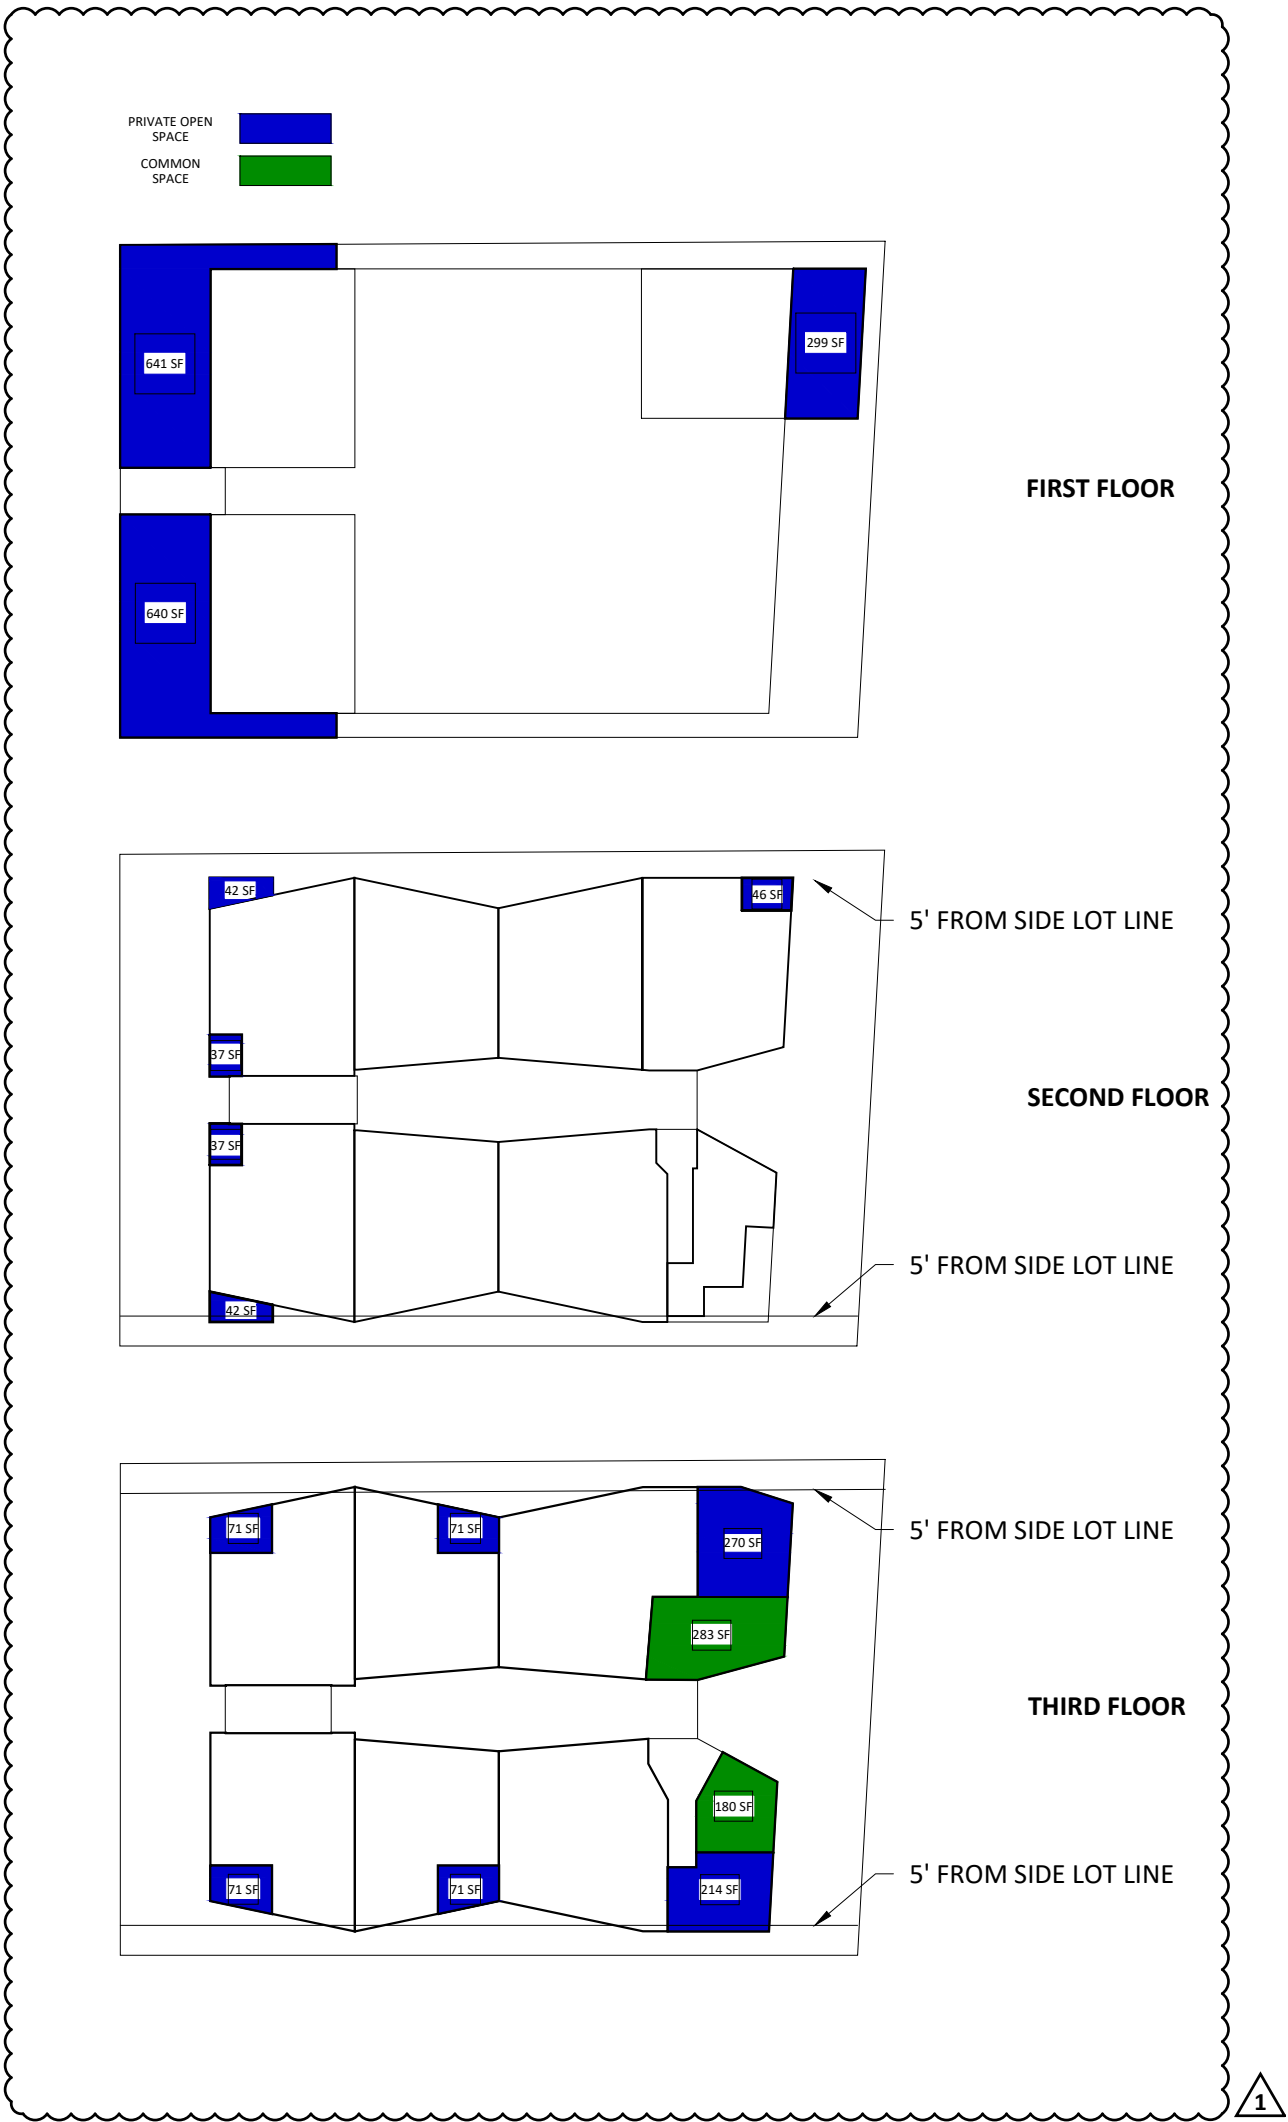 PRIVATE OPEN
SPACE
COMMON
SPACE
641 SF
299 SF
FIRST FLOOR
640 SF
42 SF
46 SF
5' FROM SIDE LOT LINE
37 SF
SECOND FLOOR
37 SF
5' FROM SIDE LOT LINE
42 SF
71 SF
71 SF
5' FROM SIDE LOT LINE
270 SF
283 SF
THIRD FLOOR
180 SF
5' FROM SIDE LOT LINE
71 SF
71 SF
214 SF
1